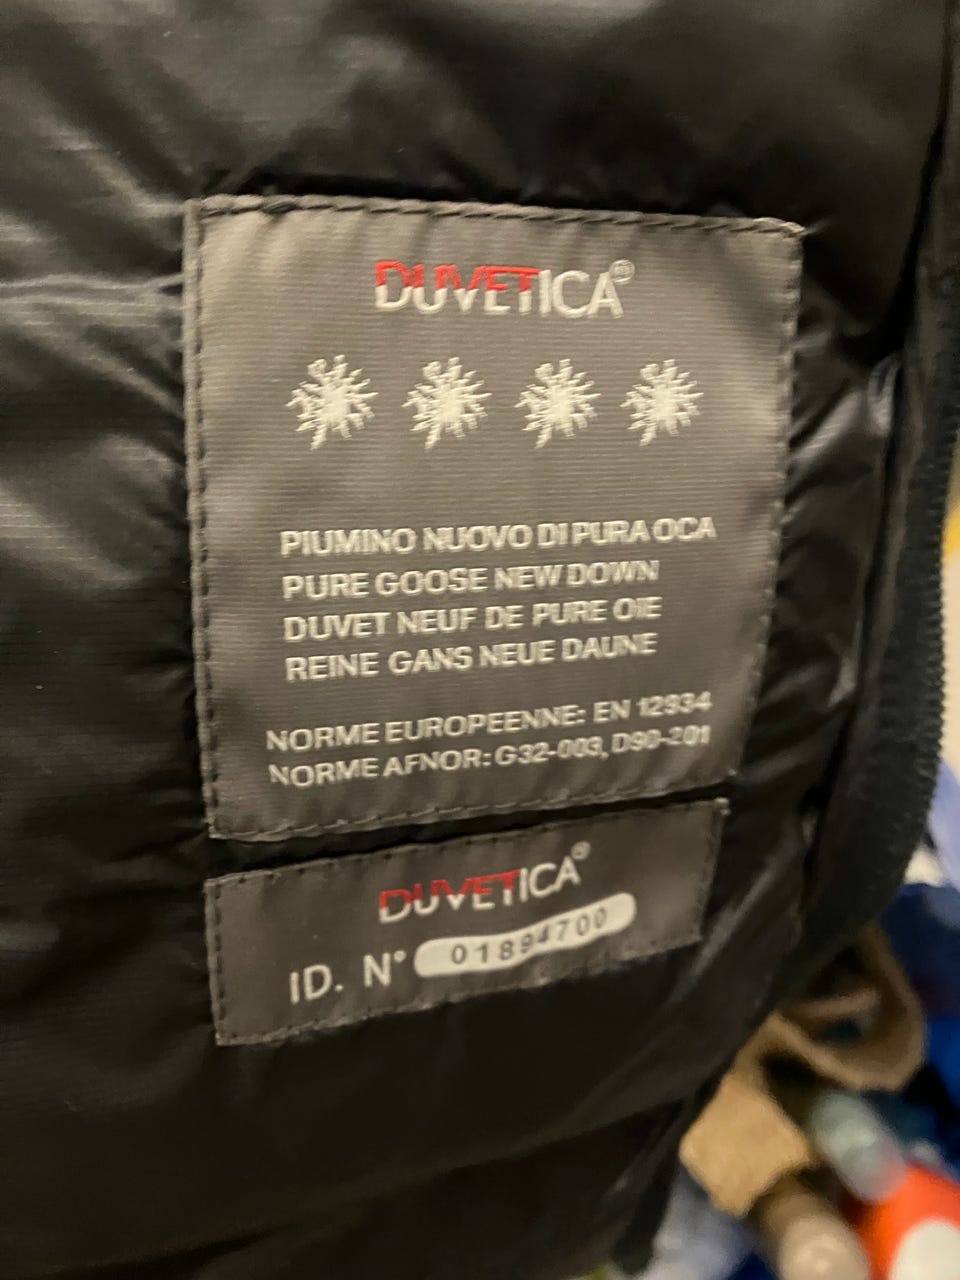 DUVETICA®
PIUMINO NUOVO DI PURA OCA
PURE GOOSE NEW DOWN
DUVET NEUF DE PURE OIE
REINE GANS NEUE DAUNE
NORME EUROPEENNE: EN 12934
NORME AFNOR: G32-003, D90-201
DUVETICA®
ID. N° 01894700